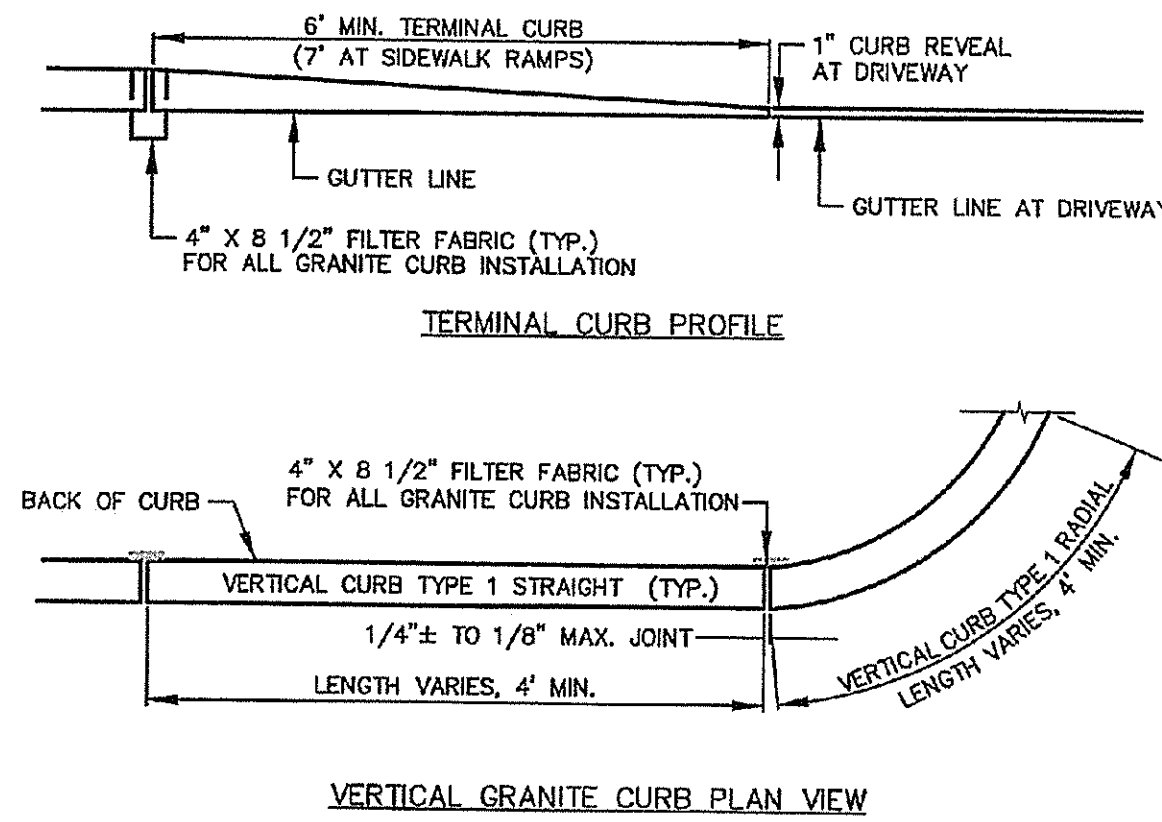 6' MIN. TERMINAL CURB
(7' AT SIDEWALK RAMPS)
1" CURB REVEAL
AT DRIVEWAY
GUTTER LINE
GUTTER LINE AT DRIVEWAY
4" X 8 1/2" FILTER FABRIC (TYP.)
FOR ALL GRANITE CURB INSTALLATION
TERMINAL CURB PROFILE
4" X 8 1/2" FILTER FABRIC (TYP.)
FOR ALL GRANITE CURB INSTALLATION
BACK OF CURB
VERTICAL CURB TYPE 1 STRAIGHT (TYP.)
1/4"± TO 1/8" MAX. JOINT
LENGTH VARIES, 4' MIN.
VERTICAL CURB TYPE 1 RADIAL
LENGTH VARIES, 4' MIN.
VERTICAL GRANITE CURB PLAN VIEW